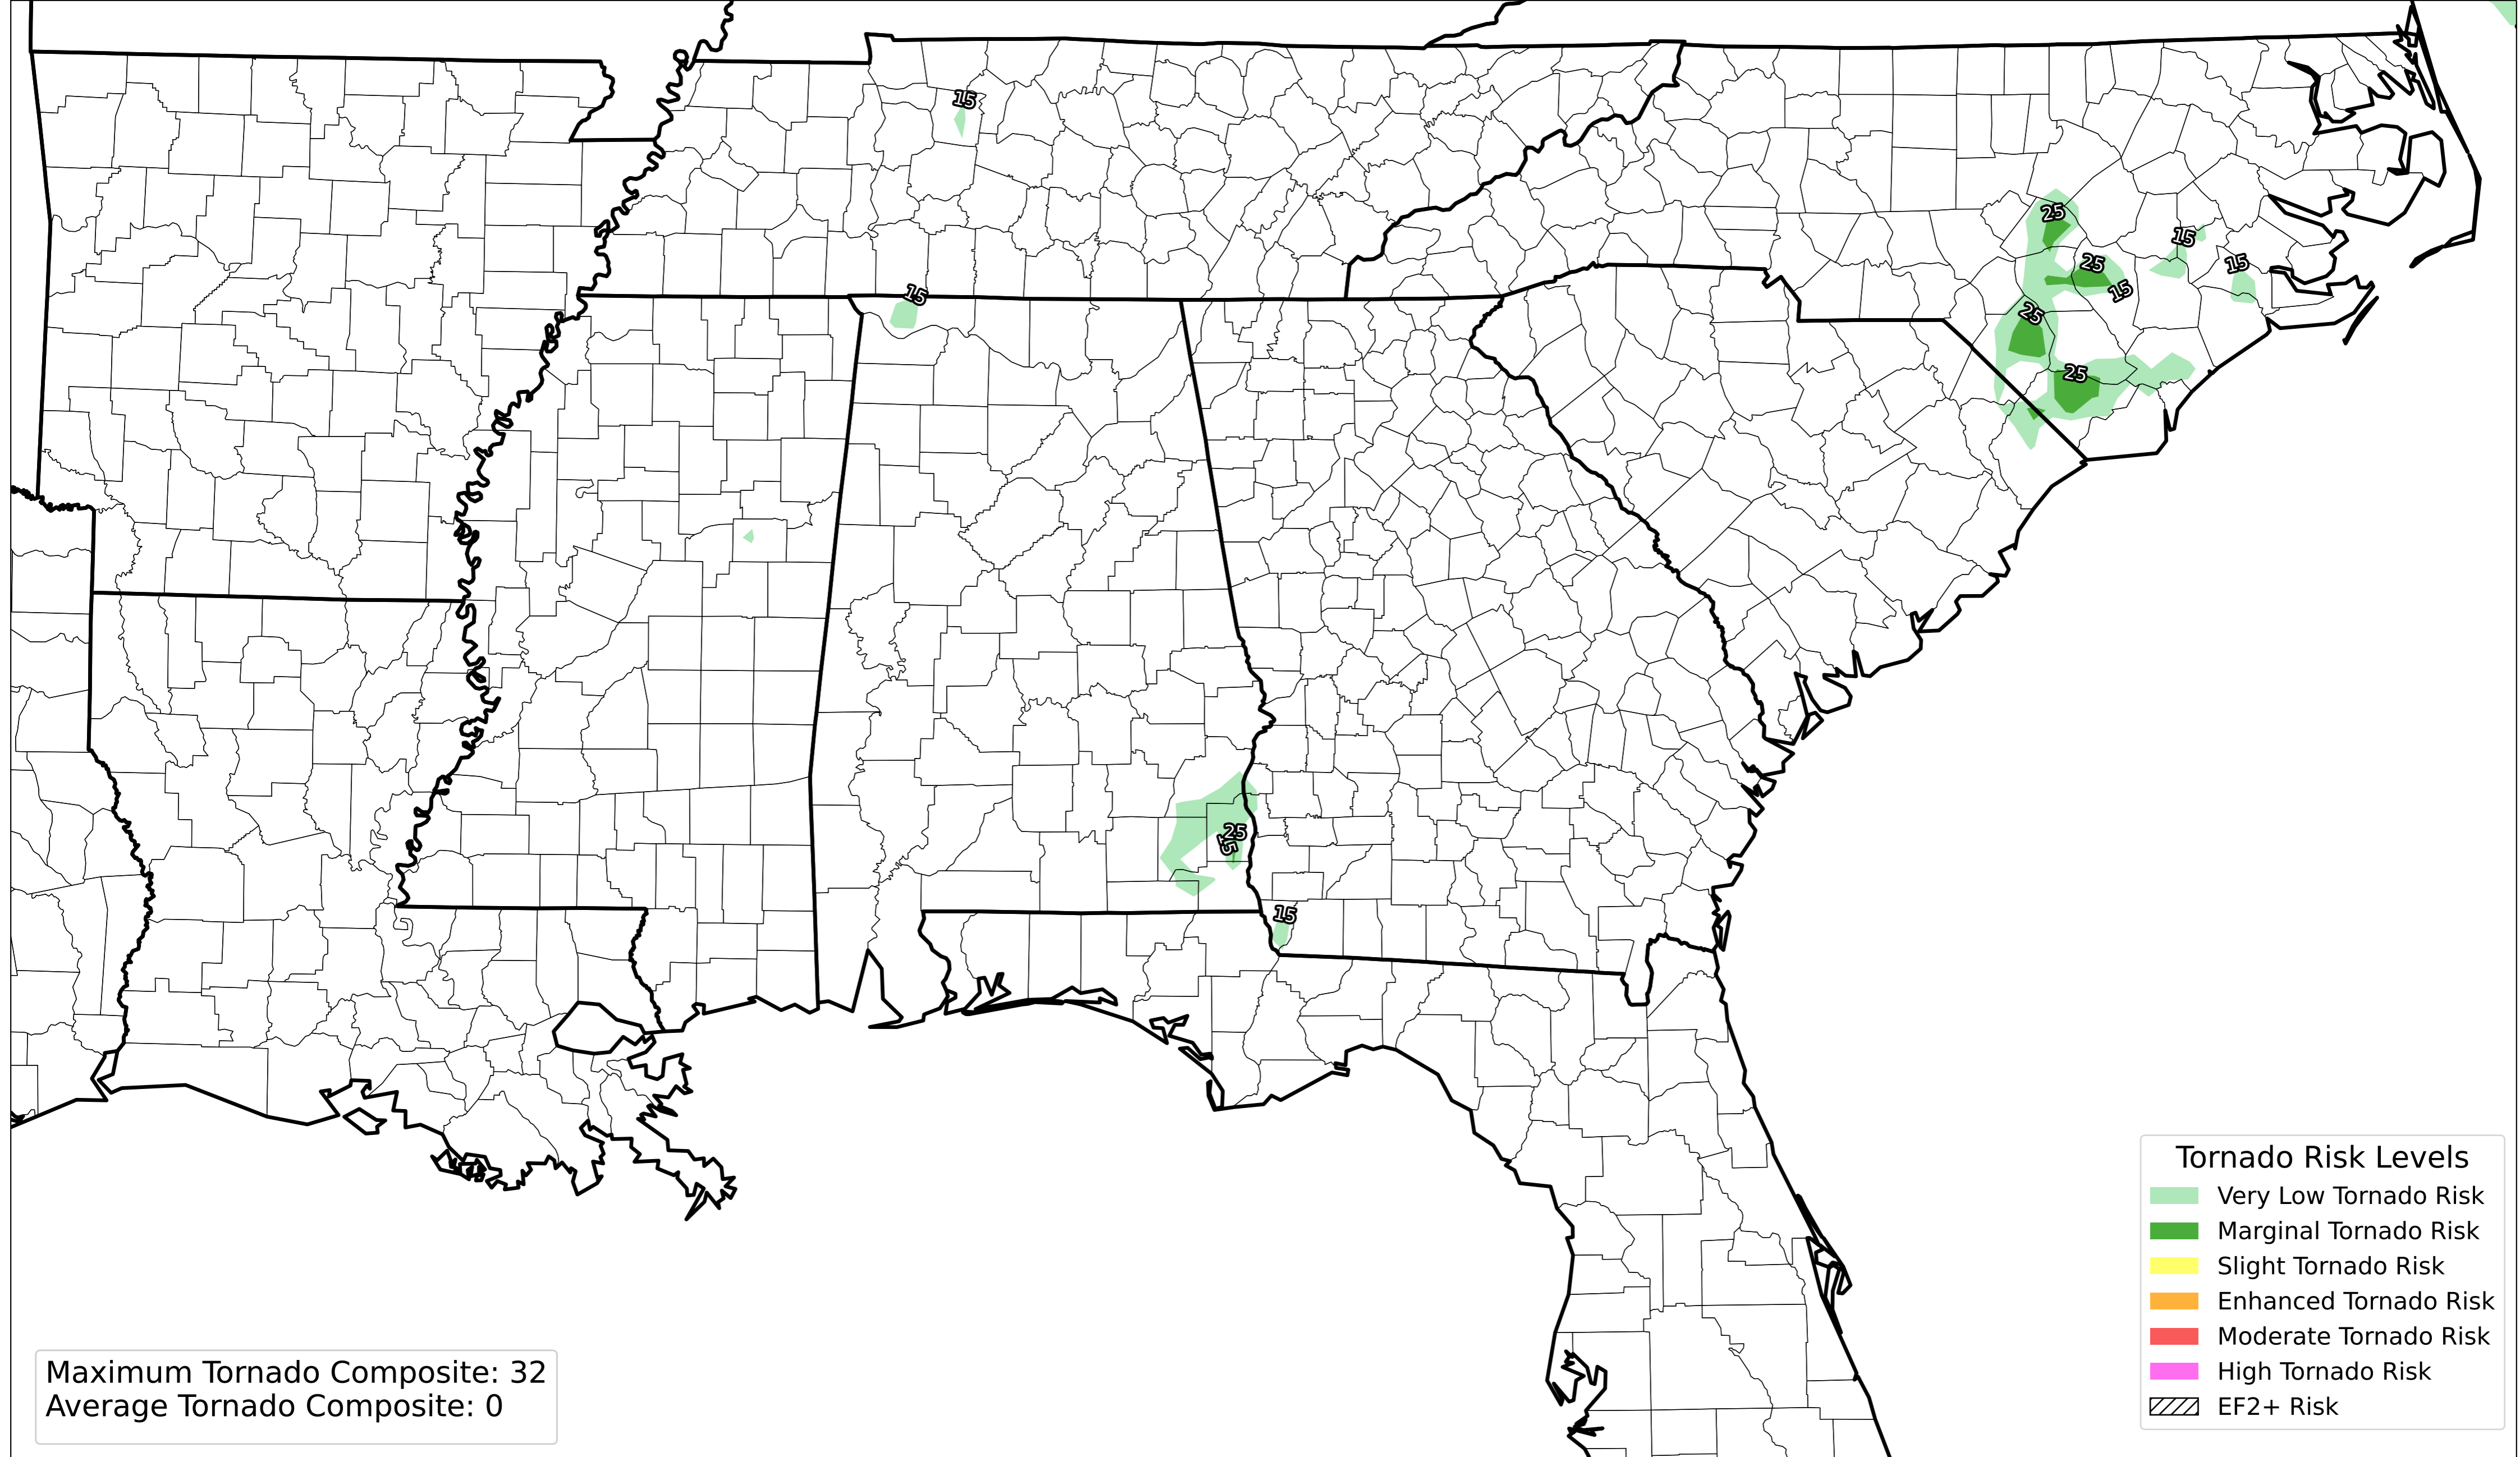 15
25
15
25
15
15
15
25
25
25
15
15
Tornado Risk Levels
Very Low Tornado Risk
Marginal Tornado Risk
Slight Tornado Risk
Enhanced Tornado Risk
Moderate Tornado Risk
High Tornado Risk
EF2+ Risk
Maximum Tornado Composite: 32
Average Tornado Composite: 0